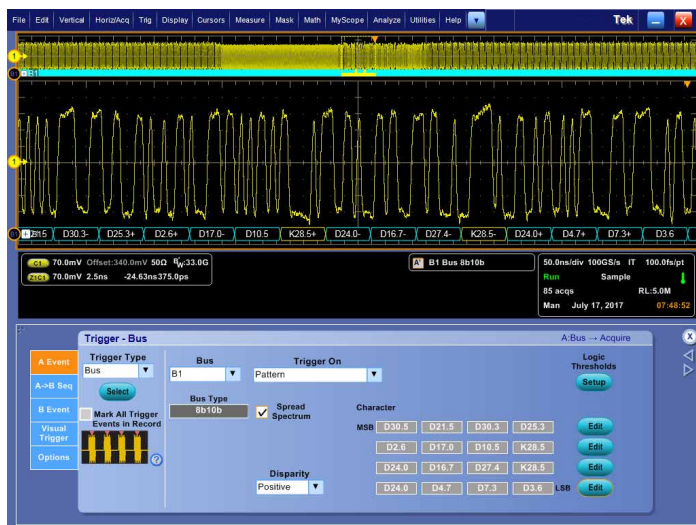 File Edit Vertical Horiz/Acq Trig Display Cursors Measure Mask Math MyScope Analyze Utilities Help Tek X
1
B1 B1
1
B1 D30.3- D25.3+ D2.6+ D17.0- D10.5 K28.5+ D24.0- D16.7- D27.4- K28.5- D24.0+ D4.7+ D7.3+ D3.6
C1 70.0mV Offset:340.0mV 50Ω BW:33.0G
Z1C1 70.0mV 2.5ns -24.63ns375.0ps
A' B1 Bus 8b10b
50.0ns/div 100GS/s IT 100.0fs/pt
Run Sample
85 acqs RL:5.0M
Man July 17, 2017 07:48:52
Trigger - Bus A:Bus → Acquire X
A Event
A->B Seq
B Event
Visual
Trigger
Options
Trigger Type
Bus
Select
Mark All Trigger
Events in Record
?
Bus
B1
Bus Type
8b10b
Trigger On
Pattern
Spread
Spectrum
Disparity
Positive
Character
MSB D30.5 D21.5 D30.3 D25.3 Edit
D2.6 D17.0 D10.5 K28.5 Edit
D24.0 D16.7 D27.4 K28.5 Edit
D24.0 D4.7 D7.3 D3.6 LSB Edit
Logic
Thresholds
Setup